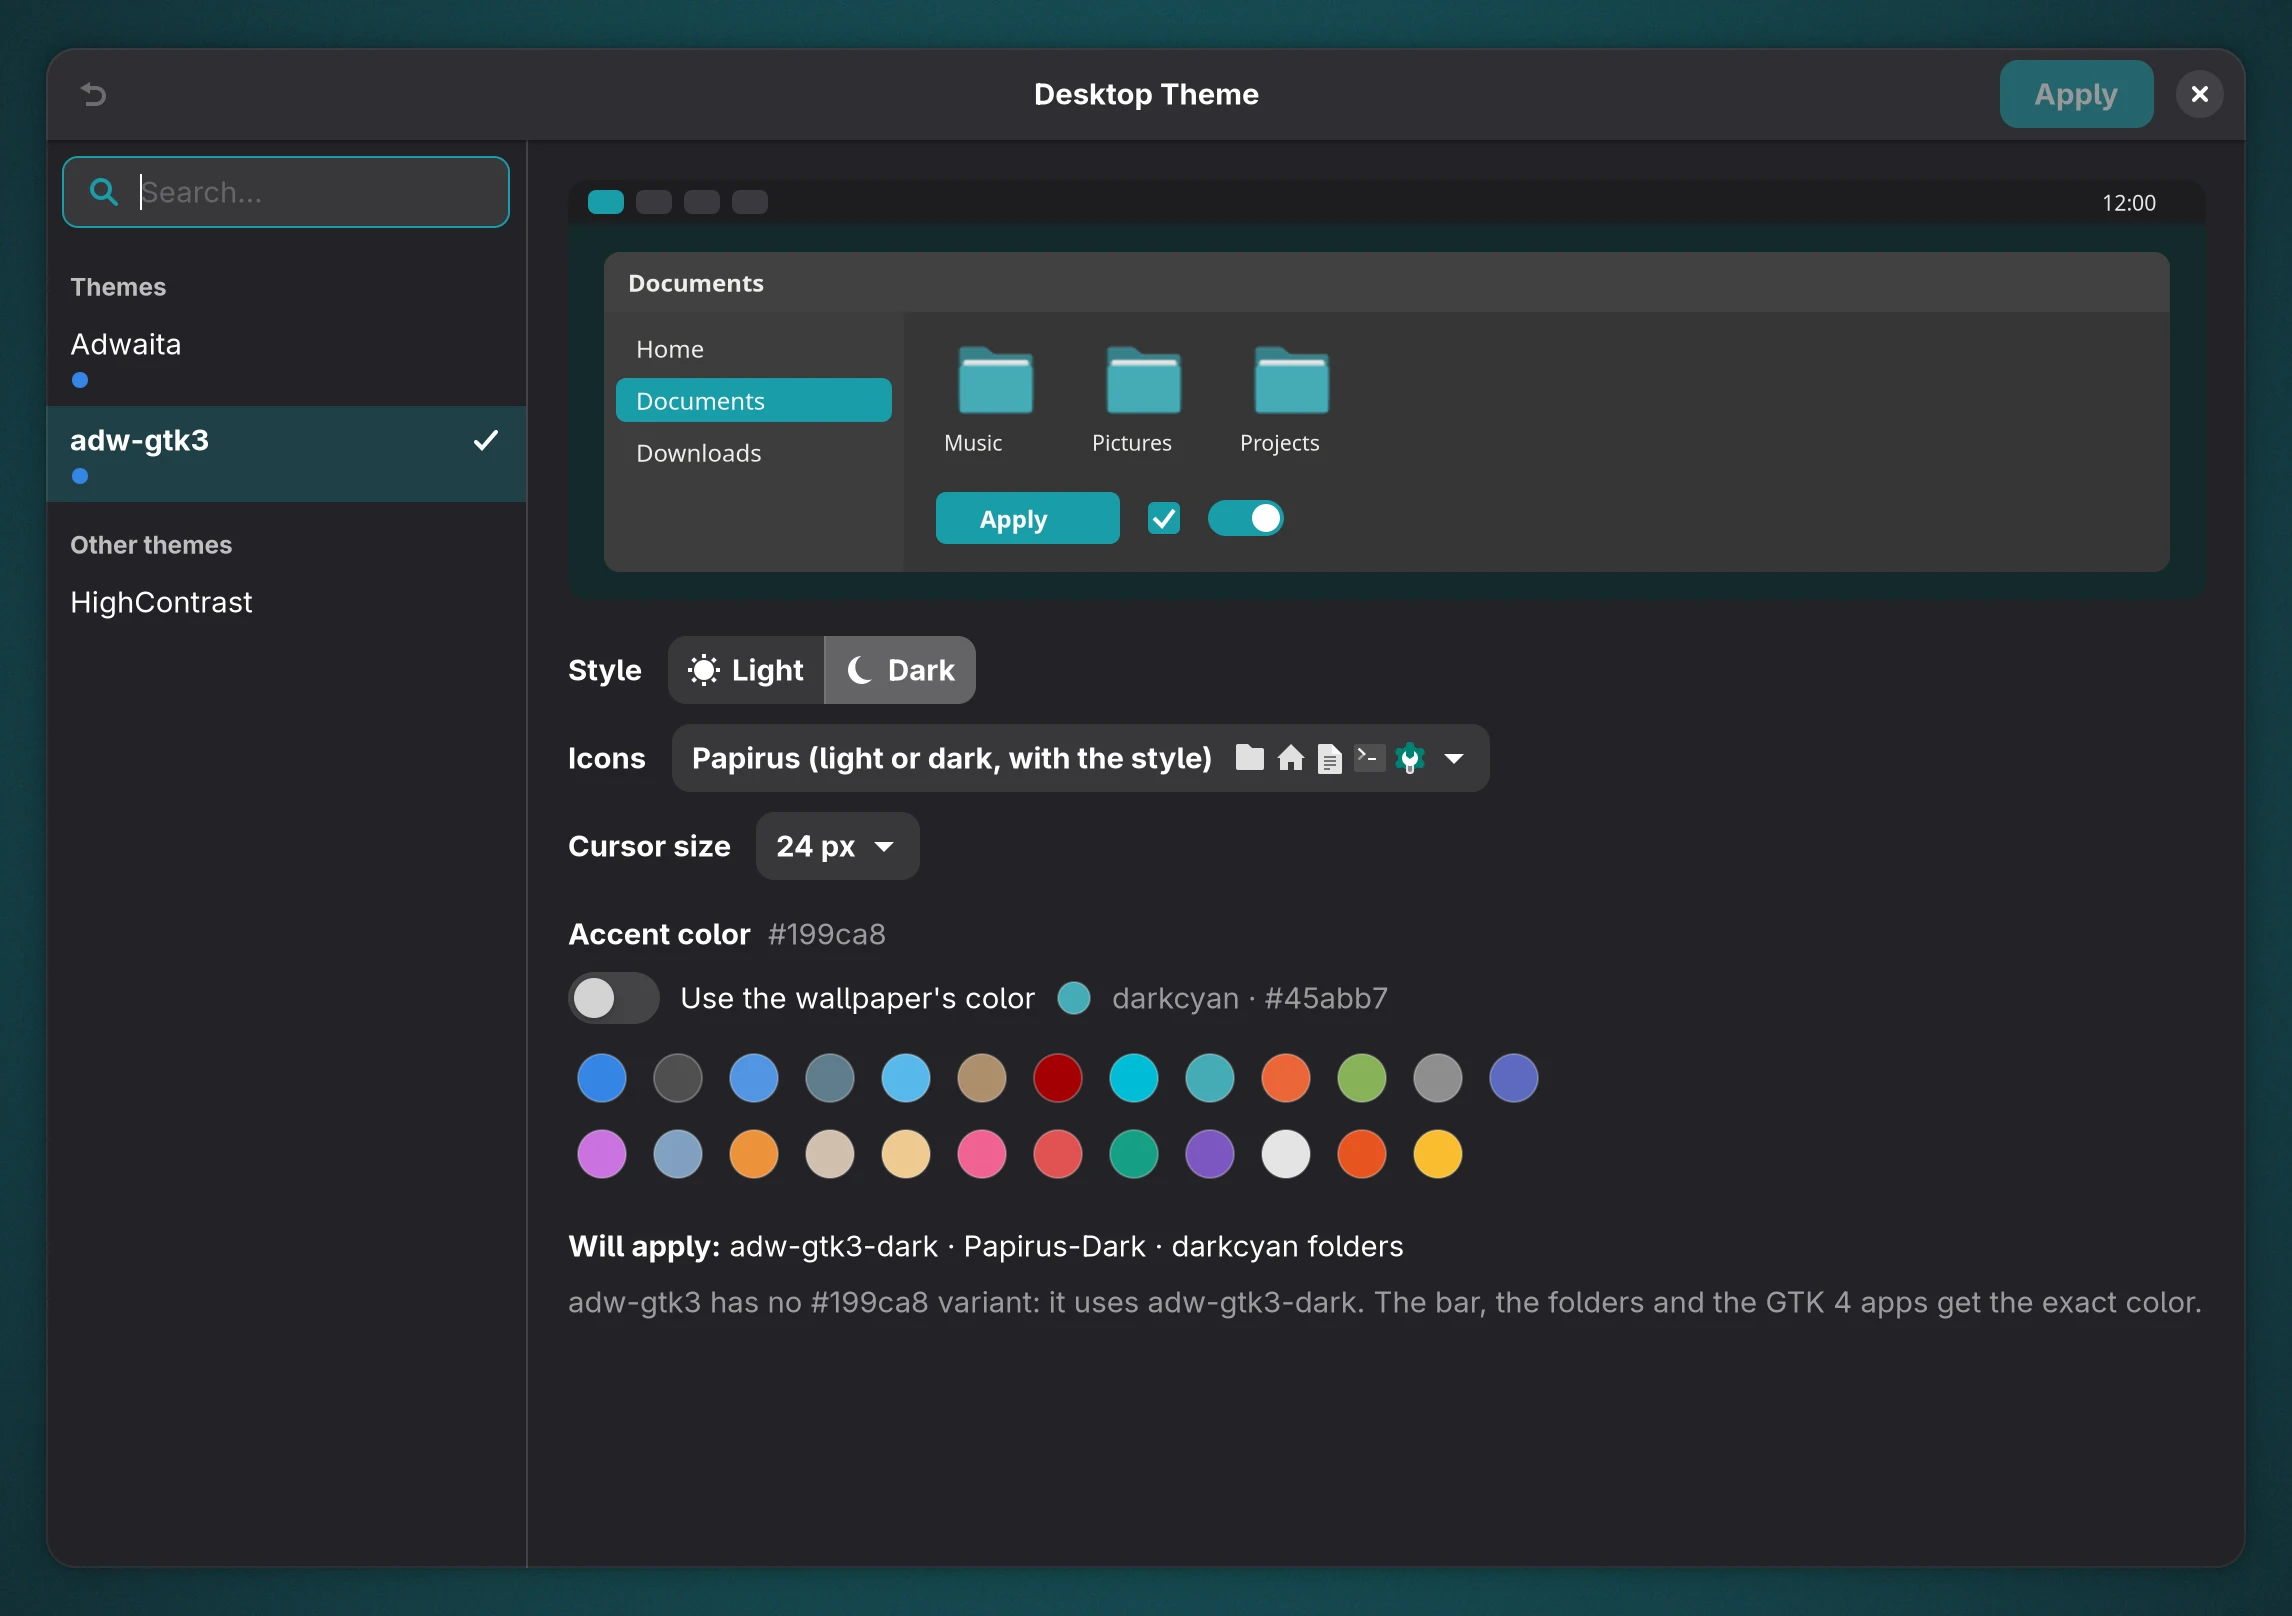 Desktop Theme
Apply
Search...
Themes
Adwaita
adw-gtk3
Other themes
HighContrast
12:00
Documents
Home
Documents
Downloads
Music
Pictures
Projects
Apply
Style
Light
Dark
Icons
Papirus (light or dark, with the style)
Cursor size
24 px
Accent color #199ca8
Use the wallpaper's color
darkcyan · #45abb7
Will apply: adw-gtk3-dark · Papirus-Dark · darkcyan folders
adw-gtk3 has no #199ca8 variant: it uses adw-gtk3-dark. The bar, the folders and the GTK 4 apps get the exact color.